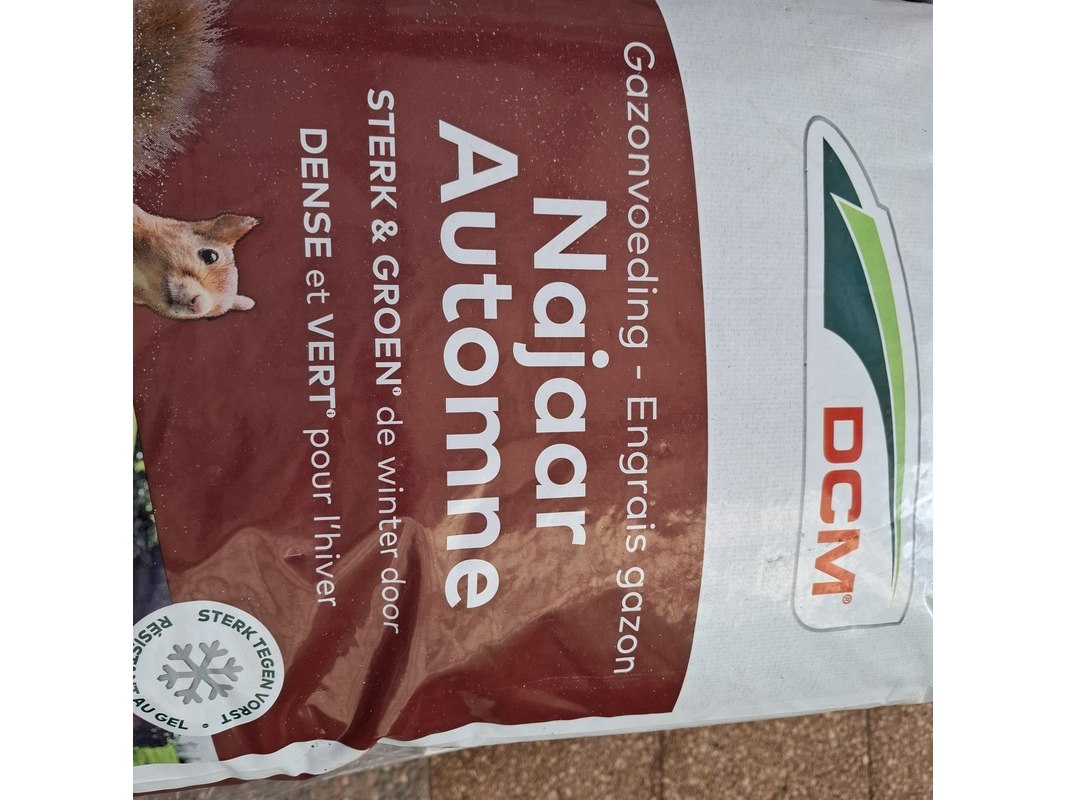 DCM®
Gazonvoeding - Engrais gazon
Najaar
Automne
STERK & GROEN® de winter door
DENSE et VERT® pour l'hiver
STERK TEGEN VORST
AU GEL